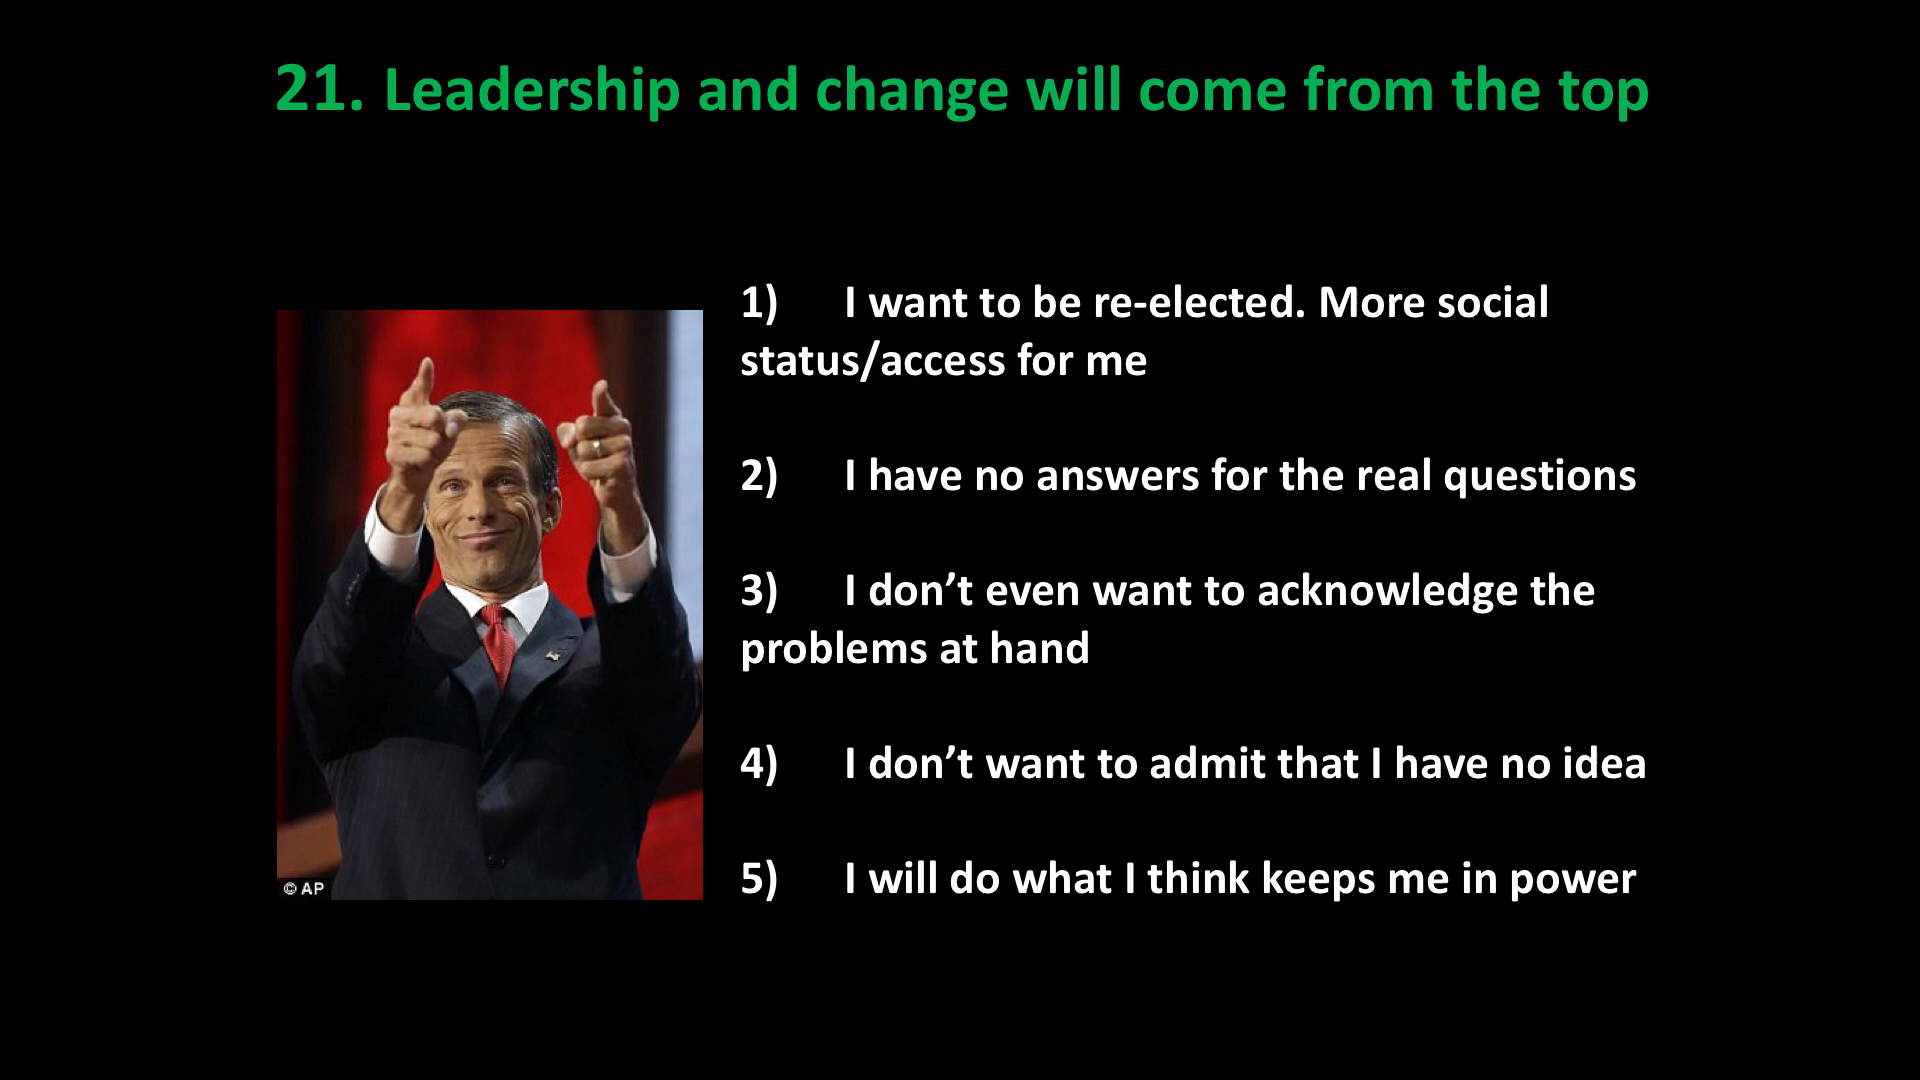 21. Leadership and change will come from the top
1) I want to be re-elected. More social
status/access for me
2) I have no answers for the real questions
3) I don’t even want to acknowledge the
problems at hand
4) I don’t want to admit that I have no idea
5) I will do what I think keeps me in power
© AP